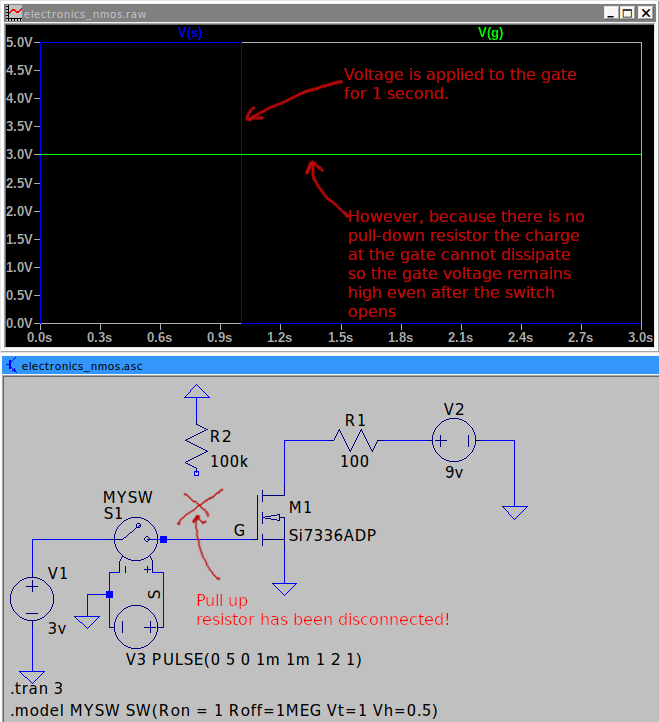 electronics_nmos.raw
V(s) V(g)
5.0V
4.5V
4.0V
3.5V
3.0V
2.5V
2.0V
1.5V
1.0V
0.5V
0.0V
0.0s 0.3s 0.6s 0.9s 1.2s 1.5s 1.8s 2.1s 2.4s 2.7s 3.0s
Voltage is applied to the gate
for 1 second.
However, because there is no
pull-down resistor the charge
at the gate cannot dissipate
so the gate voltage remains
high even after the switch
opens
electronics_nmos.asc
R2
100k
R1
100
V2
9v
MYSW
S1
G
M1
Si7336ADP
V1
3v
S
Pull up
resistor has been disconnected!
V3 PULSE(0 5 0 1m 1m 1 2 1)
.tran 3
.model MYSW SW(Ron = 1 Roff=1MEG Vt=1 Vh=0.5)